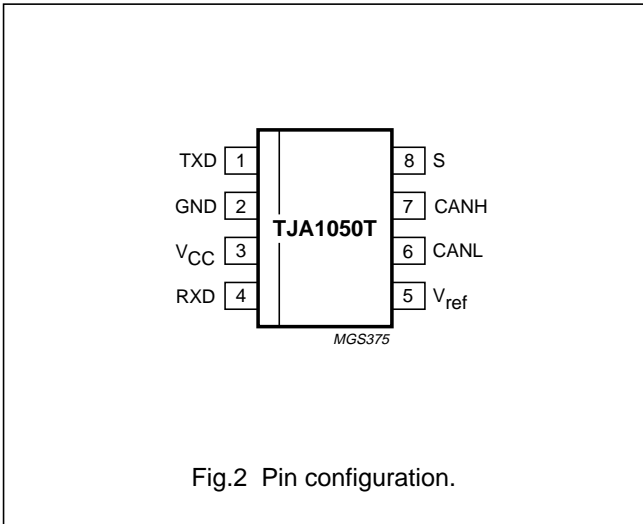 TXD 1 8 S
GND 2 7 CANH
TJA1050T
VCC 3 6 CANL
RXD 4 5 Vref
MGS375
Fig.2 Pin configuration.